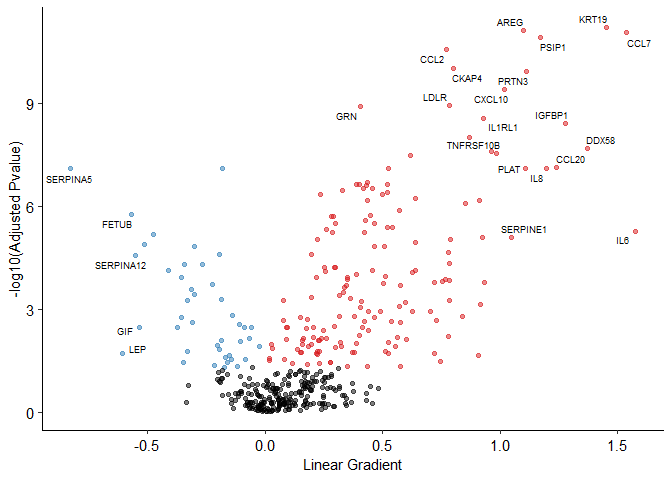 KRT19
AREG
CCL7
PSIP1
CCL2
CKAP4
PRTN3
LDLR
CXCL10
GRN
IGFBP1
IL1RL1
DDX58
TNFRSF10B
CCL20
PLAT
IL8
SERPINA5
FETUB
SERPINE1
IL6
SERPINA12
GIF
LEP
9
6
3
0
-log10(Adjusted Pvalue)
-0.5
0.0
0.5
1.0
1.5
Linear Gradient